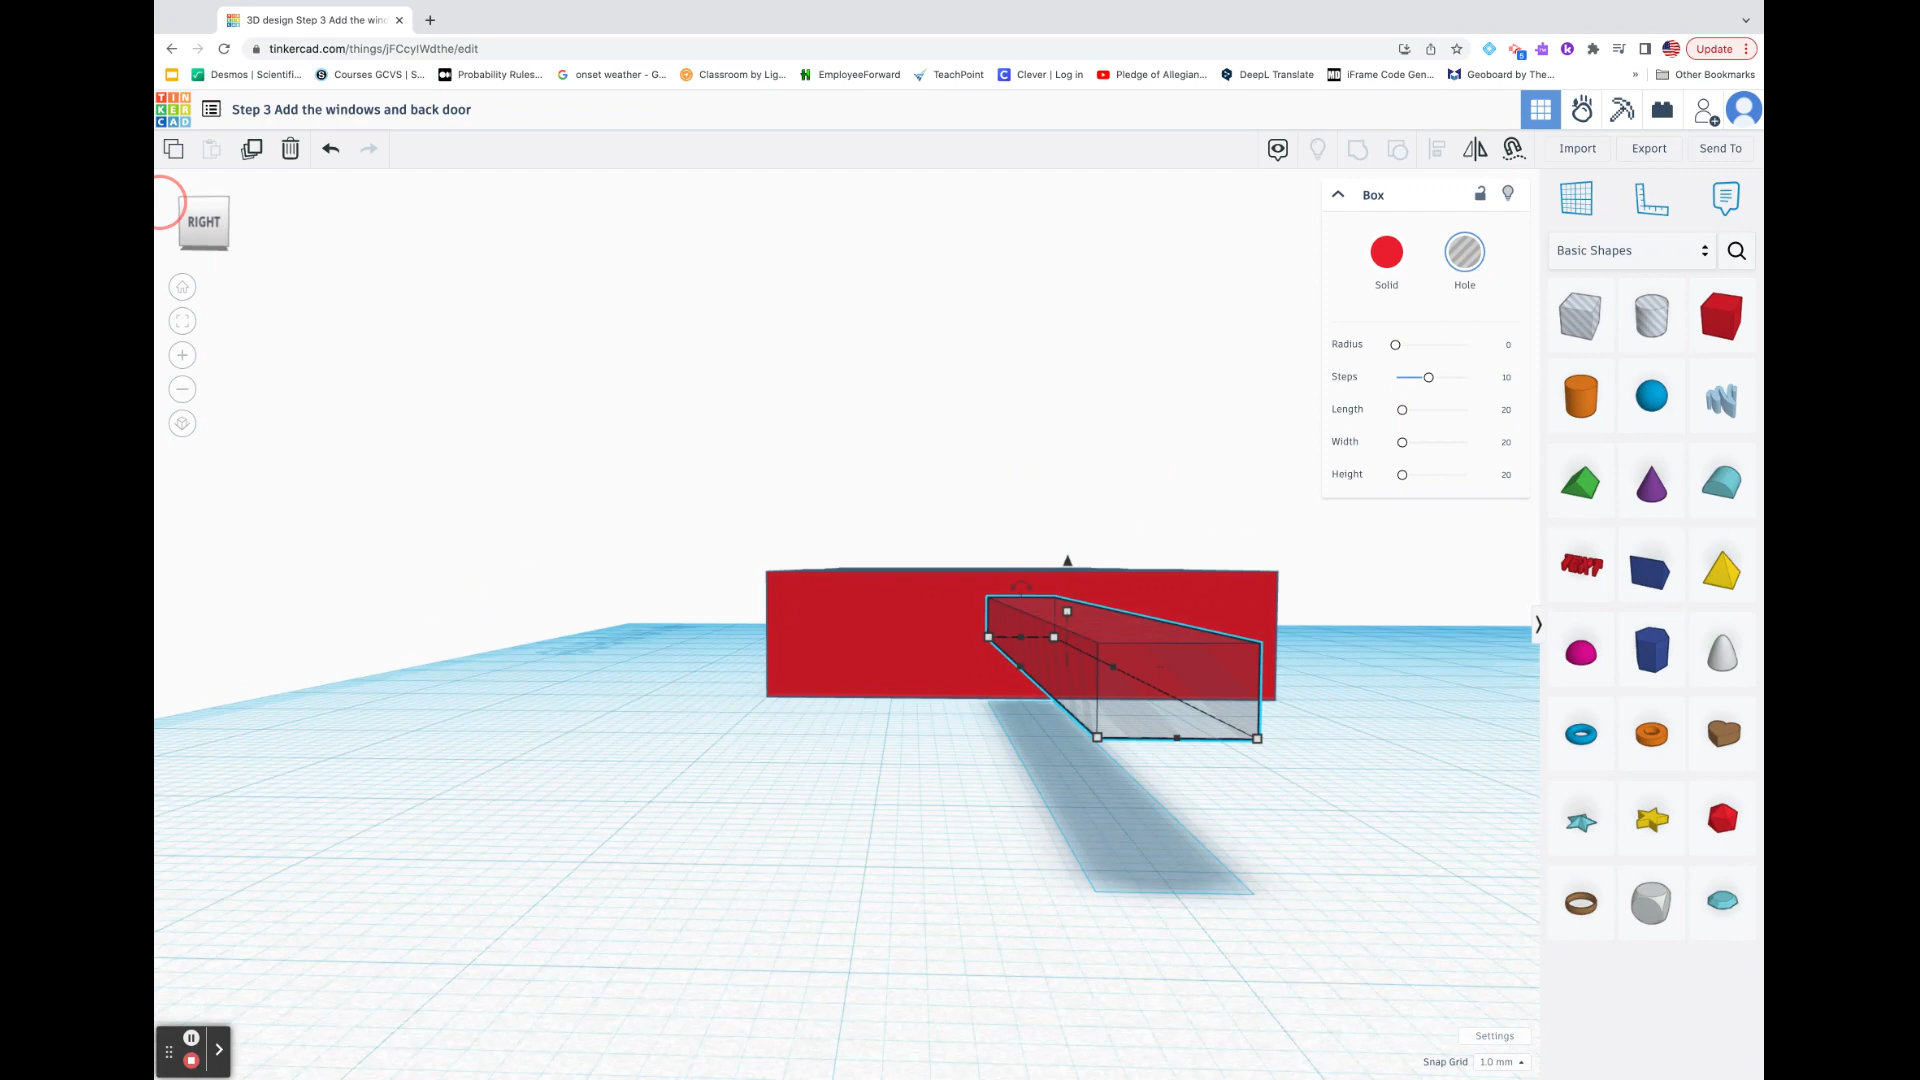 3D design Step 3 Add the wind
tinkercad.com/things/jFCcyIWdthe/edit
Update
Desmos | Scientifi...
Courses GCVS | S...
Probability Rules...
onset weather - G...
Classroom by Lig...
EmployeeForward
TeachPoint
Clever | Log in
Pledge of Allegian...
DeepL Translate
iFrame Code Gen...
Geoboard by The...
»
Other Bookmarks
TIN
KER
CAD
Step 3 Add the windows and back door
Import
Export
Send To
RIGHT
Box
Solid
Hole
Radius 0
Steps 10
Length 20
Width 20
Height 20
Basic Shapes
TEXT
Settings
Snap Grid 1.0 mm